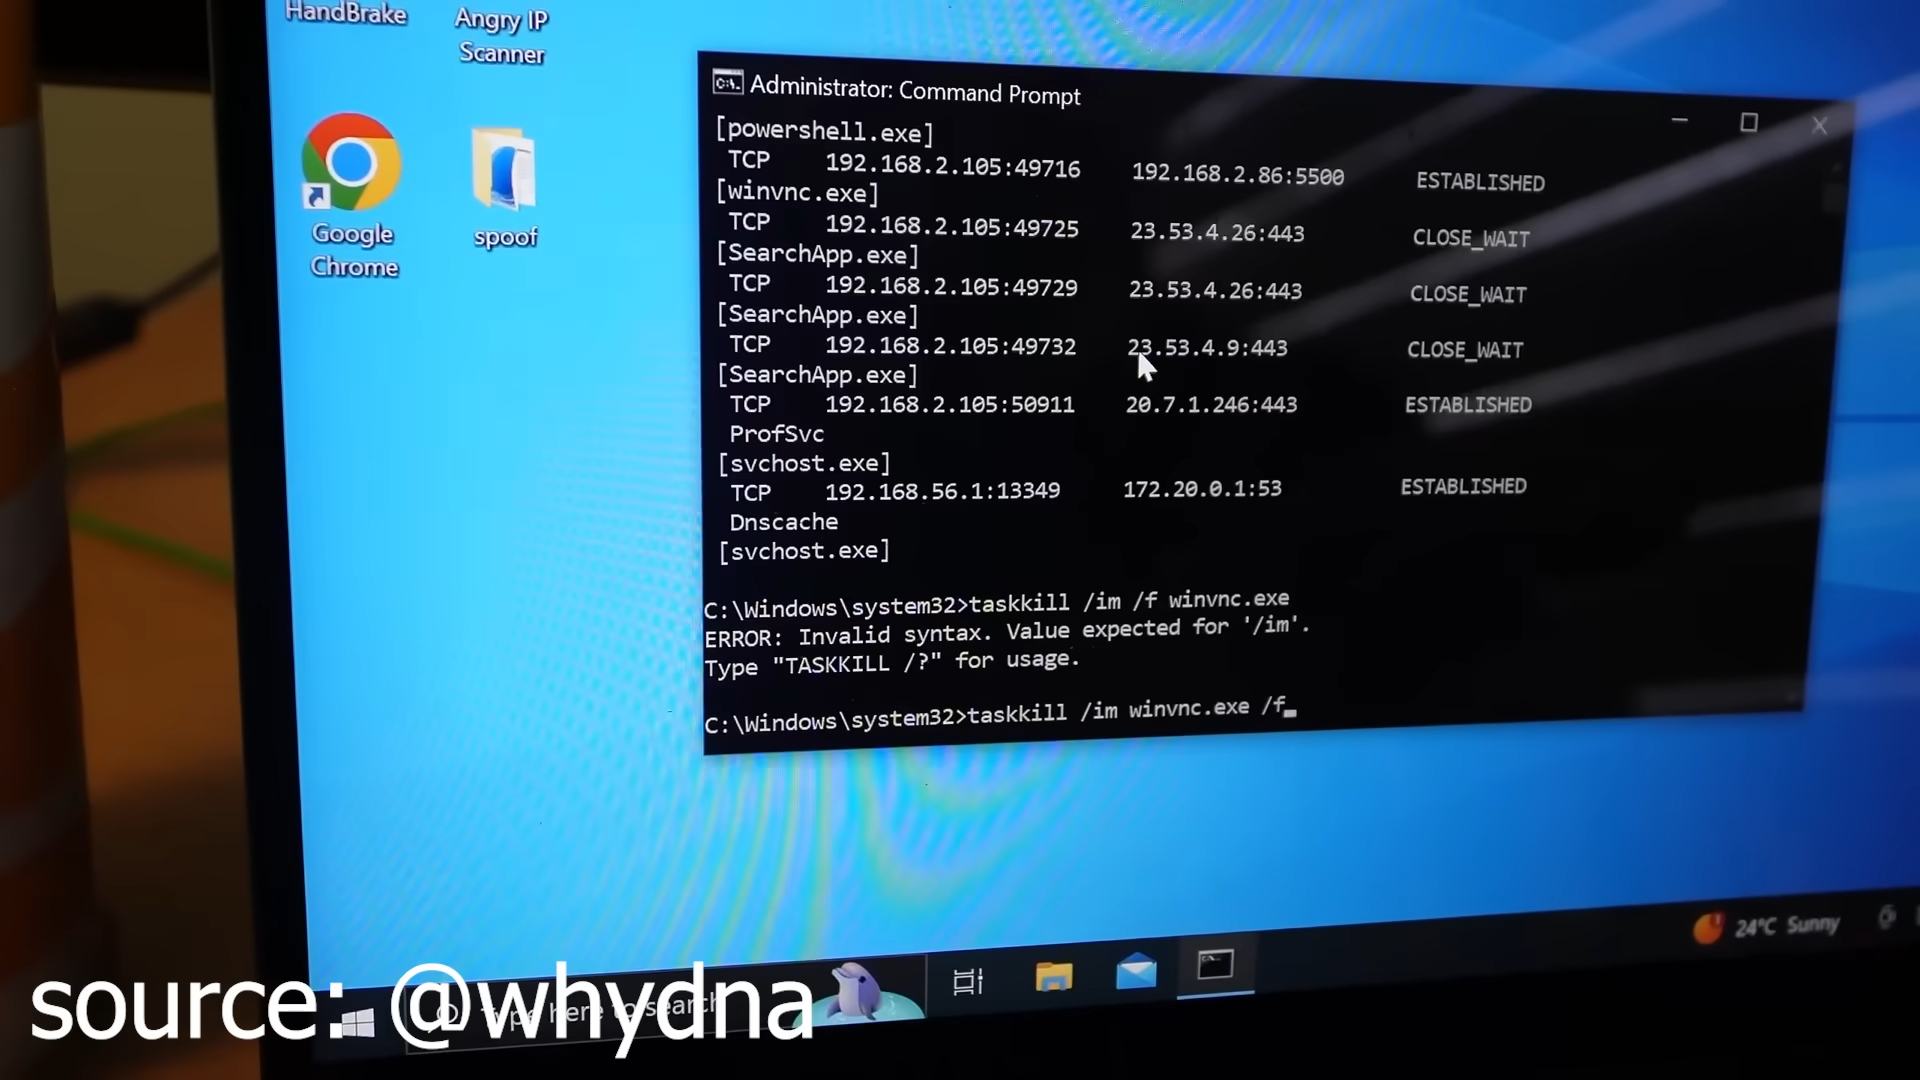 HandBrake
Angry IP
Scanner
Google
Chrome
spoof
Administrator: Command Prompt
[powershell.exe]
TCP 192.168.2.105:49716 192.168.2.86:5500 ESTABLISHED
[winvnc.exe]
TCP 192.168.2.105:49725 23.53.4.26:443 CLOSE_WAIT
[SearchApp.exe]
TCP 192.168.2.105:49729 23.53.4.26:443 CLOSE_WAIT
[SearchApp.exe]
TCP 192.168.2.105:49732 23.53.4.9:443 CLOSE_WAIT
[SearchApp.exe]
TCP 192.168.2.105:50911 20.7.1.246:443 ESTABLISHED
ProfSvc
[svchost.exe]
TCP 192.168.56.1:13349 172.20.0.1:53 ESTABLISHED
Dnscache
[svchost.exe]
C:\Windows\system32>taskkill /im /f winvnc.exe
ERROR: Invalid syntax. Value expected for '/im'.
Type "TASKKILL /?" for usage.
C:\Windows\system32>taskkill /im winvnc.exe /f
24°C Sunny
Type here to search
source: @whydna